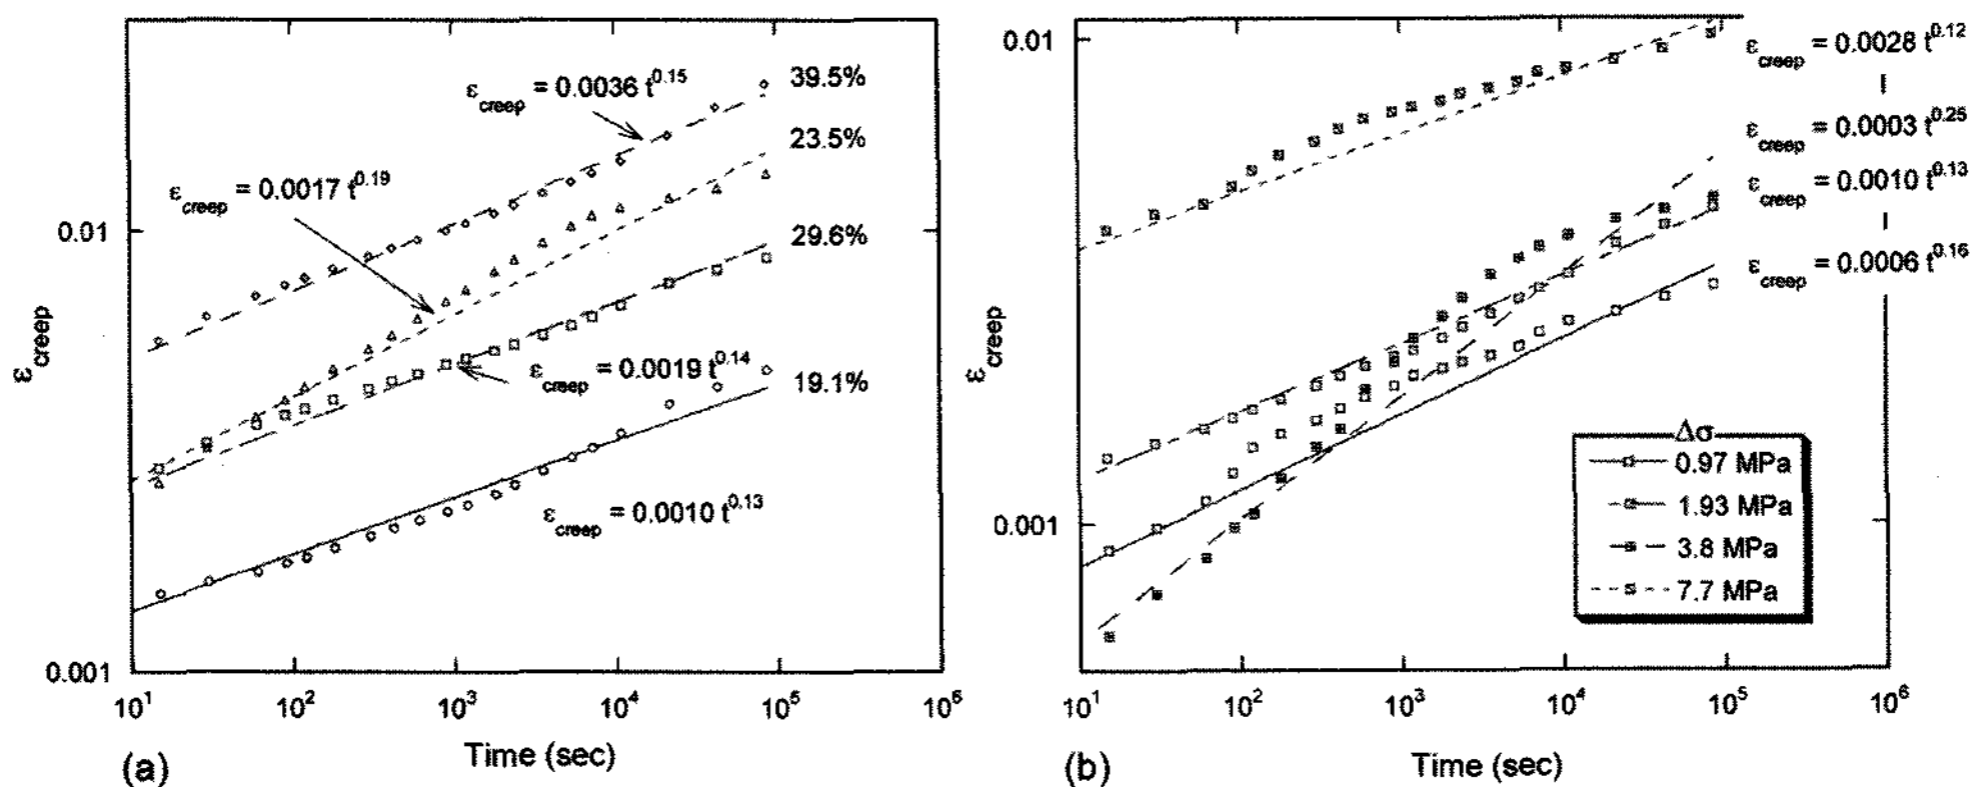 ε_creep = 0.0036 t^0.15
39.5%
23.5%
ε_creep = 0.0017 t^0.19
0.01
29.6%
ε_creep
ε_creep = 0.0019 t^0.14
19.1%
ε_creep = 0.0010 t^0.13
0.001
10^1 10^2 10^3 10^4 10^5 10^6
Time (sec)
(a)
0.01
ε_creep = 0.0028 t^0.12
ε_creep = 0.0003 t^0.25
ε_creep = 0.0010 t^0.13
ε_creep = 0.0006 t^0.16
ε_creep
Δσ
0.97 MPa
1.93 MPa
3.8 MPa
7.7 MPa
0.001
10^1 10^2 10^3 10^4 10^5 10^6
Time (sec)
(b)